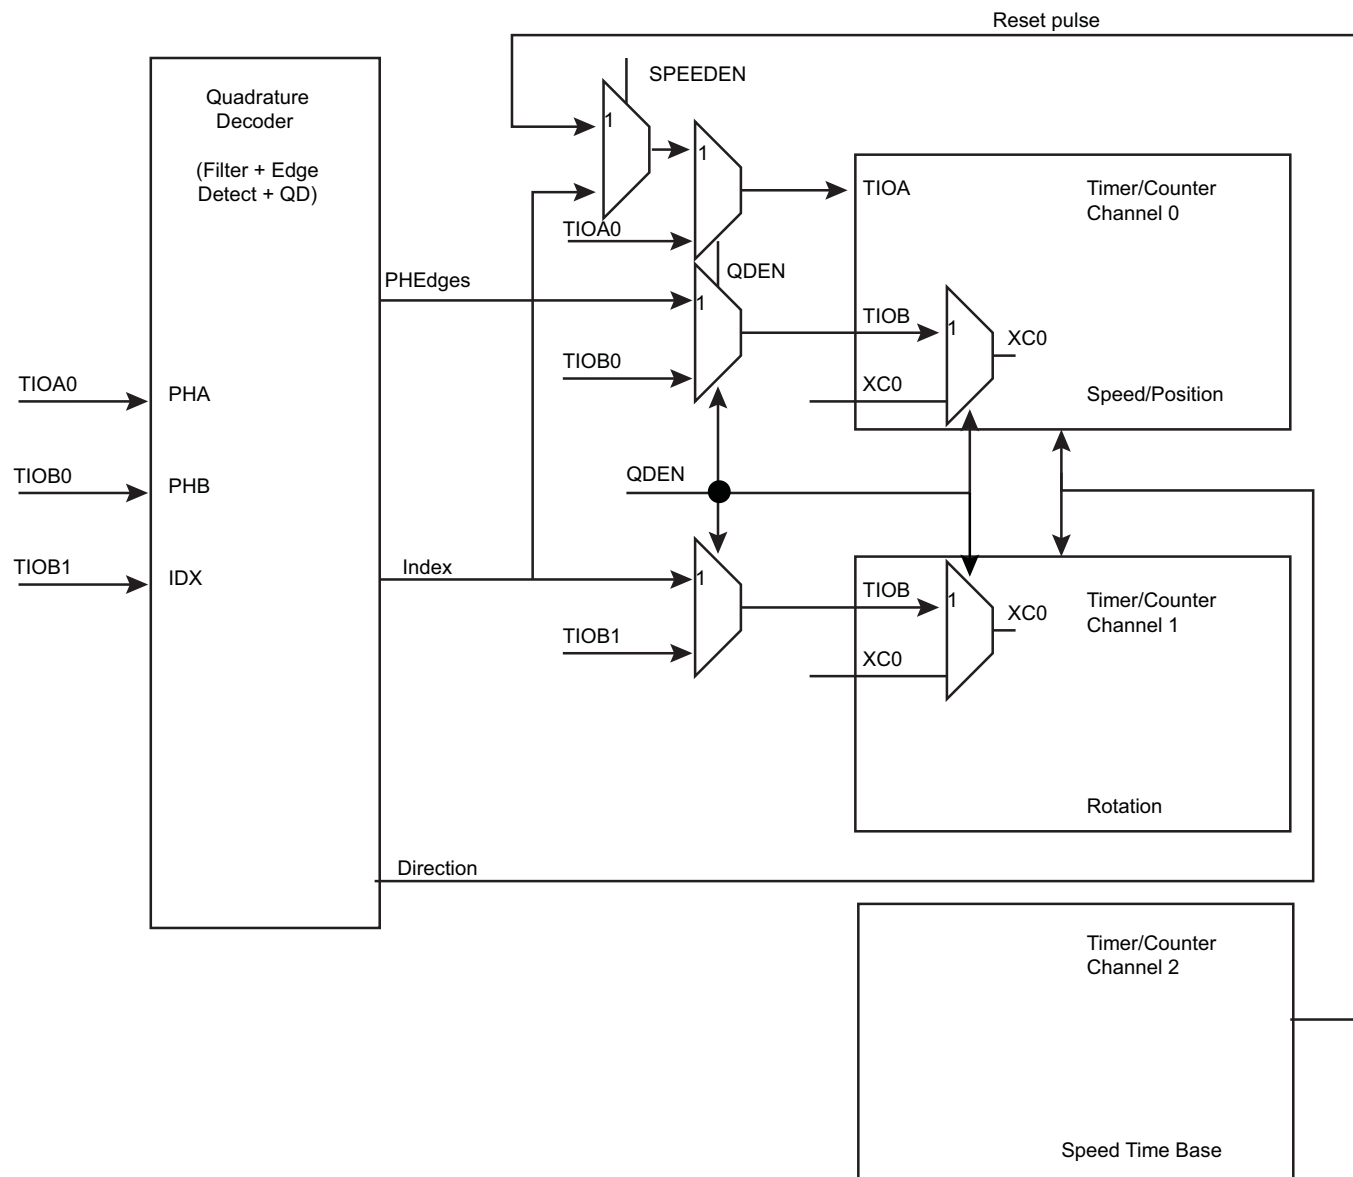 Reset pulse
SPEEDEN
Quadrature
Decoder
(Filter + Edge
Detect + QD)
1
1
TIOA
Timer/Counter
Channel 0
TIOA0
QDEN
PHEdges
1
TIOB
1
XC0
TIOB0
XC0
Speed/Position
TIOA0
PHA
TIOB0
PHB
QDEN
TIOB1
IDX
Index
1
TIOB
1
XC0
Timer/Counter
Channel 1
TIOB1
XC0
Rotation
Direction
Timer/Counter
Channel 2
Speed Time Base